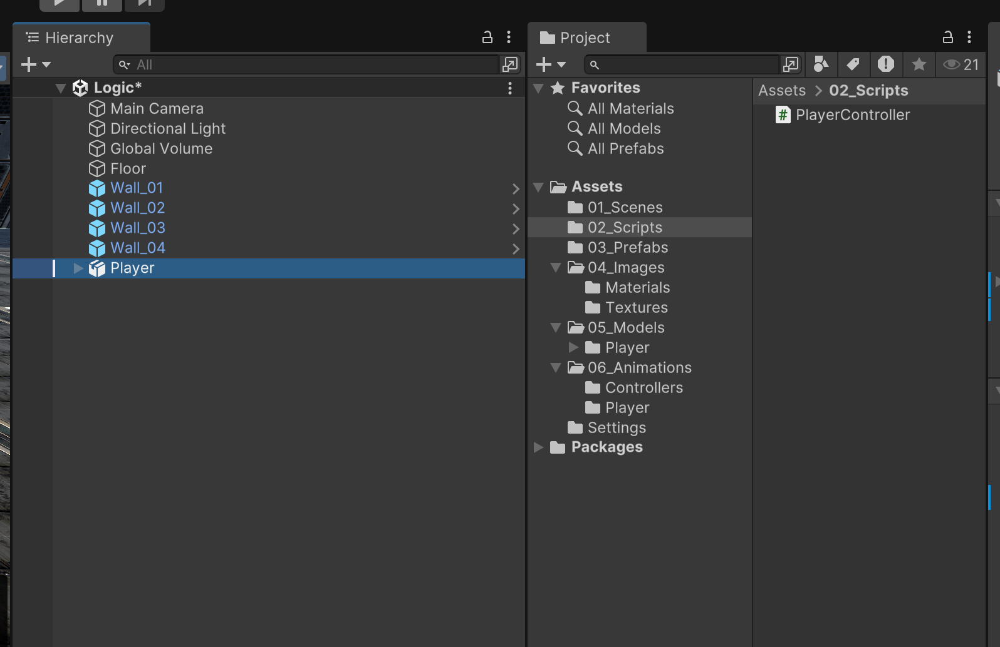 Hierarchy
All
Logic*
Main Camera
Directional Light
Global Volume
Floor
Wall_01
Wall_02
Wall_03
Wall_04
Player
Project
21
Favorites
All Materials
All Models
All Prefabs
Assets
01_Scenes
02_Scripts
03_Prefabs
04_Images
Materials
Textures
05_Models
Player
06_Animations
Controllers
Player
Settings
Packages
Assets > 02_Scripts
# PlayerController